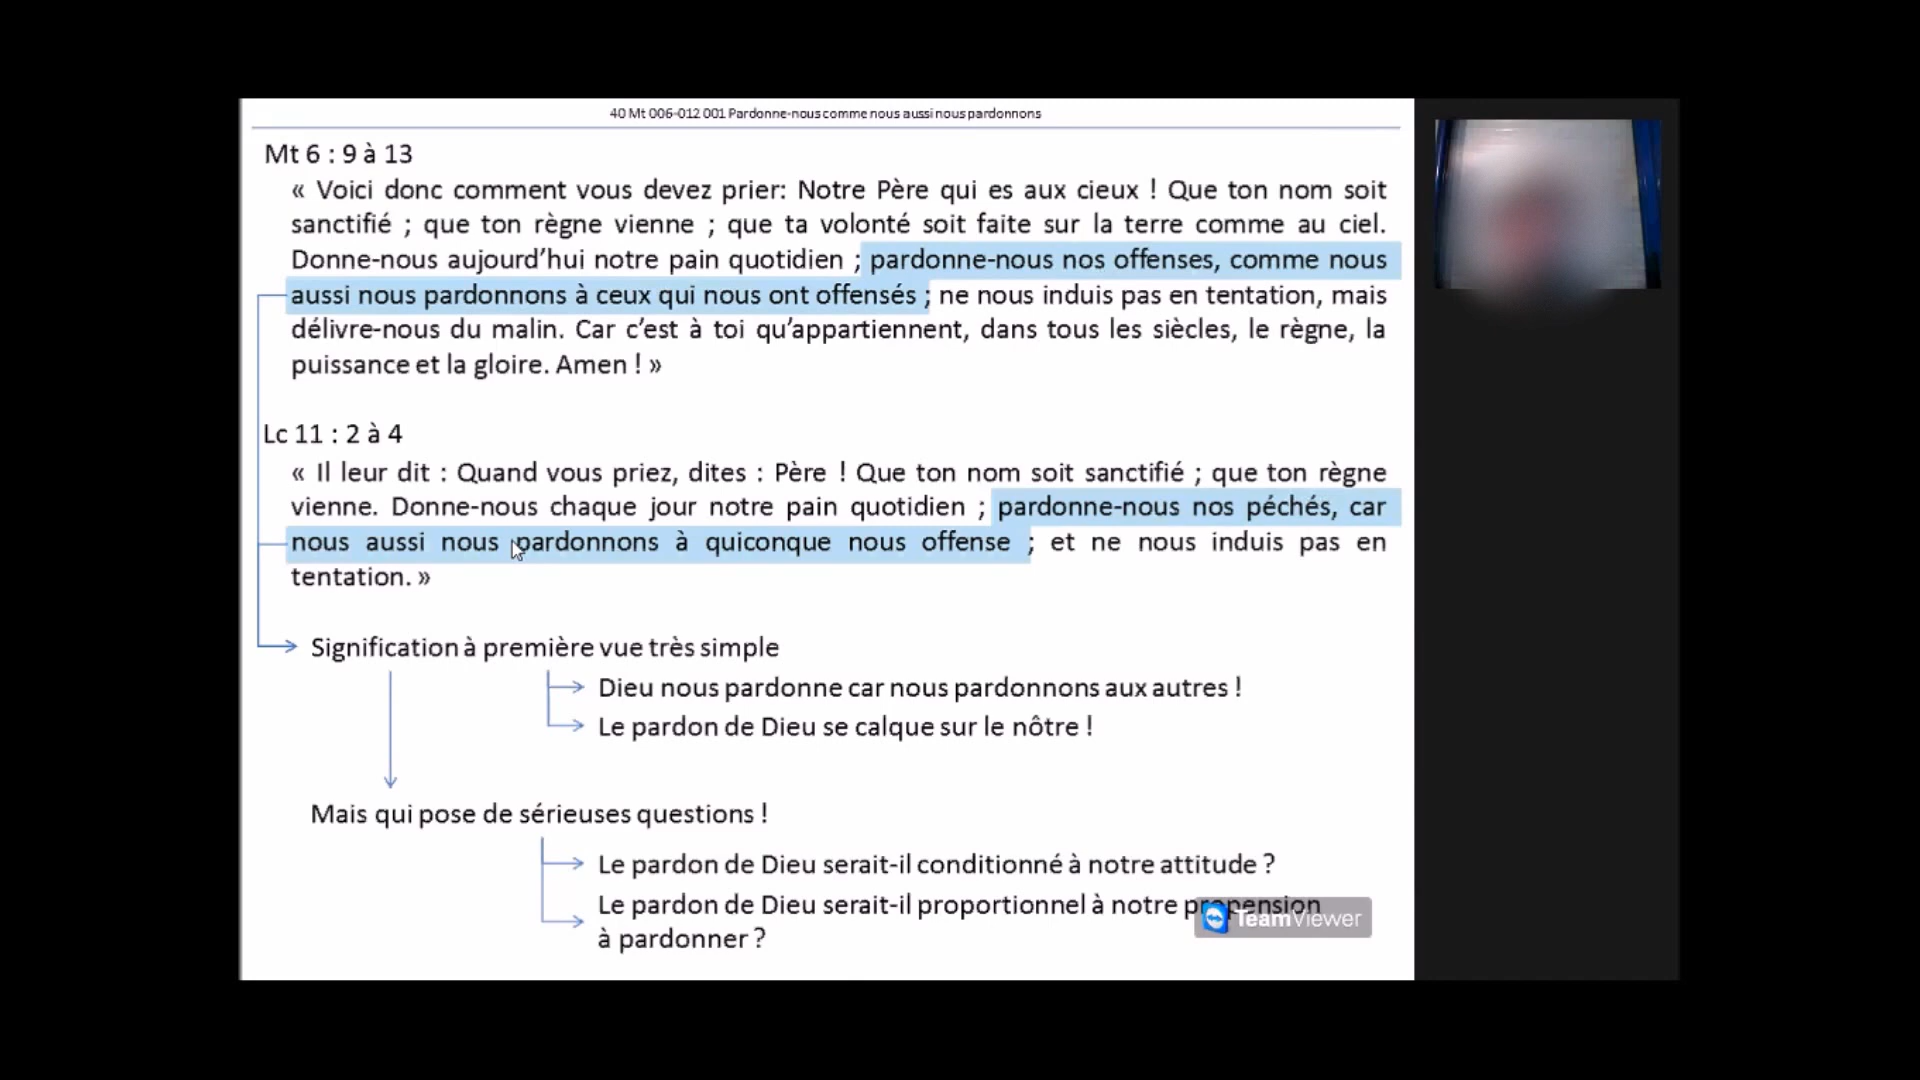 40 Mt 006-012 001 Pardonne-nous comme nous aussi nous pardonnons
Mt 6 : 9 à 13
« Voici donc comment vous devez prier: Notre Père qui es aux cieux ! Que ton nom soit
sanctifié ; que ton règne vienne ; que ta volonté soit faite sur la terre comme au ciel.
Donne-nous aujourd’hui notre pain quotidien ; pardonne-nous nos offenses, comme nous
aussi nous pardonnons à ceux qui nous ont offensés ; ne nous induis pas en tentation, mais
délivre-nous du malin. Car c’est à toi qu’appartiennent, dans tous les siècles, le règne, la
puissance et la gloire. Amen ! »
Lc 11 : 2 à 4
« Il leur dit : Quand vous priez, dites : Père ! Que ton nom soit sanctifié ; que ton règne
vienne. Donne-nous chaque jour notre pain quotidien ; pardonne-nous nos péchés, car
nous aussi nous pardonnons à quiconque nous offense ; et ne nous induis pas en
tentation. »
Signification à première vue très simple
Dieu nous pardonne car nous pardonnons aux autres !
Le pardon de Dieu se calque sur le nôtre !
Mais qui pose de sérieuses questions !
Le pardon de Dieu serait-il conditionné à notre attitude ?
Le pardon de Dieu serait-il proportionnel à notre propension
à pardonner ?
TeamViewer